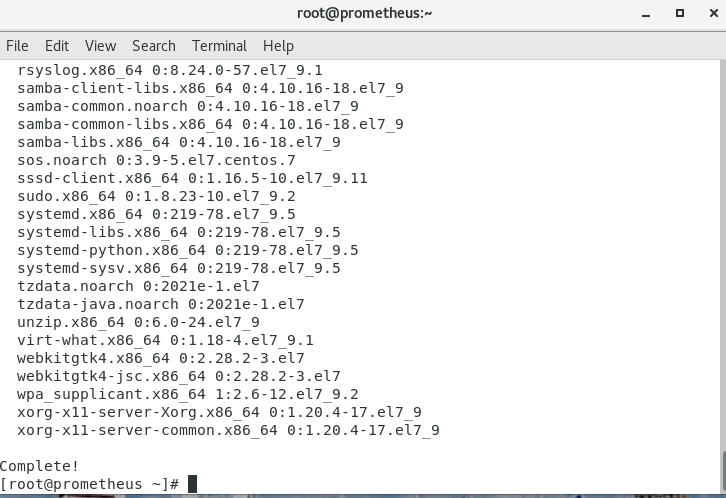 root@prometheus:~
File Edit View Search Terminal Help
rsyslog.x86_64 0:8.24.0-57.el7_9.1
samba-client-libs.x86_64 0:4.10.16-18.el7_9
samba-common.noarch 0:4.10.16-18.el7_9
samba-common-libs.x86_64 0:4.10.16-18.el7_9
samba-libs.x86_64 0:4.10.16-18.el7_9
sos.noarch 0:3.9-5.el7.centos.7
sssd-client.x86_64 0:1.16.5-10.el7_9.11
sudo.x86_64 0:1.8.23-10.el7_9.2
systemd.x86_64 0:219-78.el7_9.5
systemd-libs.x86_64 0:219-78.el7_9.5
systemd-python.x86_64 0:219-78.el7_9.5
systemd-sysv.x86_64 0:219-78.el7_9.5
tzdata.noarch 0:2021e-1.el7
tzdata-java.noarch 0:2021e-1.el7
unzip.x86_64 0:6.0-24.el7_9
virt-what.x86_64 0:1.18-4.el7_9.1
webkitgtk4.x86_64 0:2.28.2-3.el7
webkitgtk4-jsc.x86_64 0:2.28.2-3.el7
wpa_supplicant.x86_64 1:2.6-12.el7_9.2
xorg-x11-server-Xorg.x86_64 0:1.20.4-17.el7_9
xorg-x11-server-common.x86_64 0:1.20.4-17.el7_9
Complete!
[root@prometheus ~]#